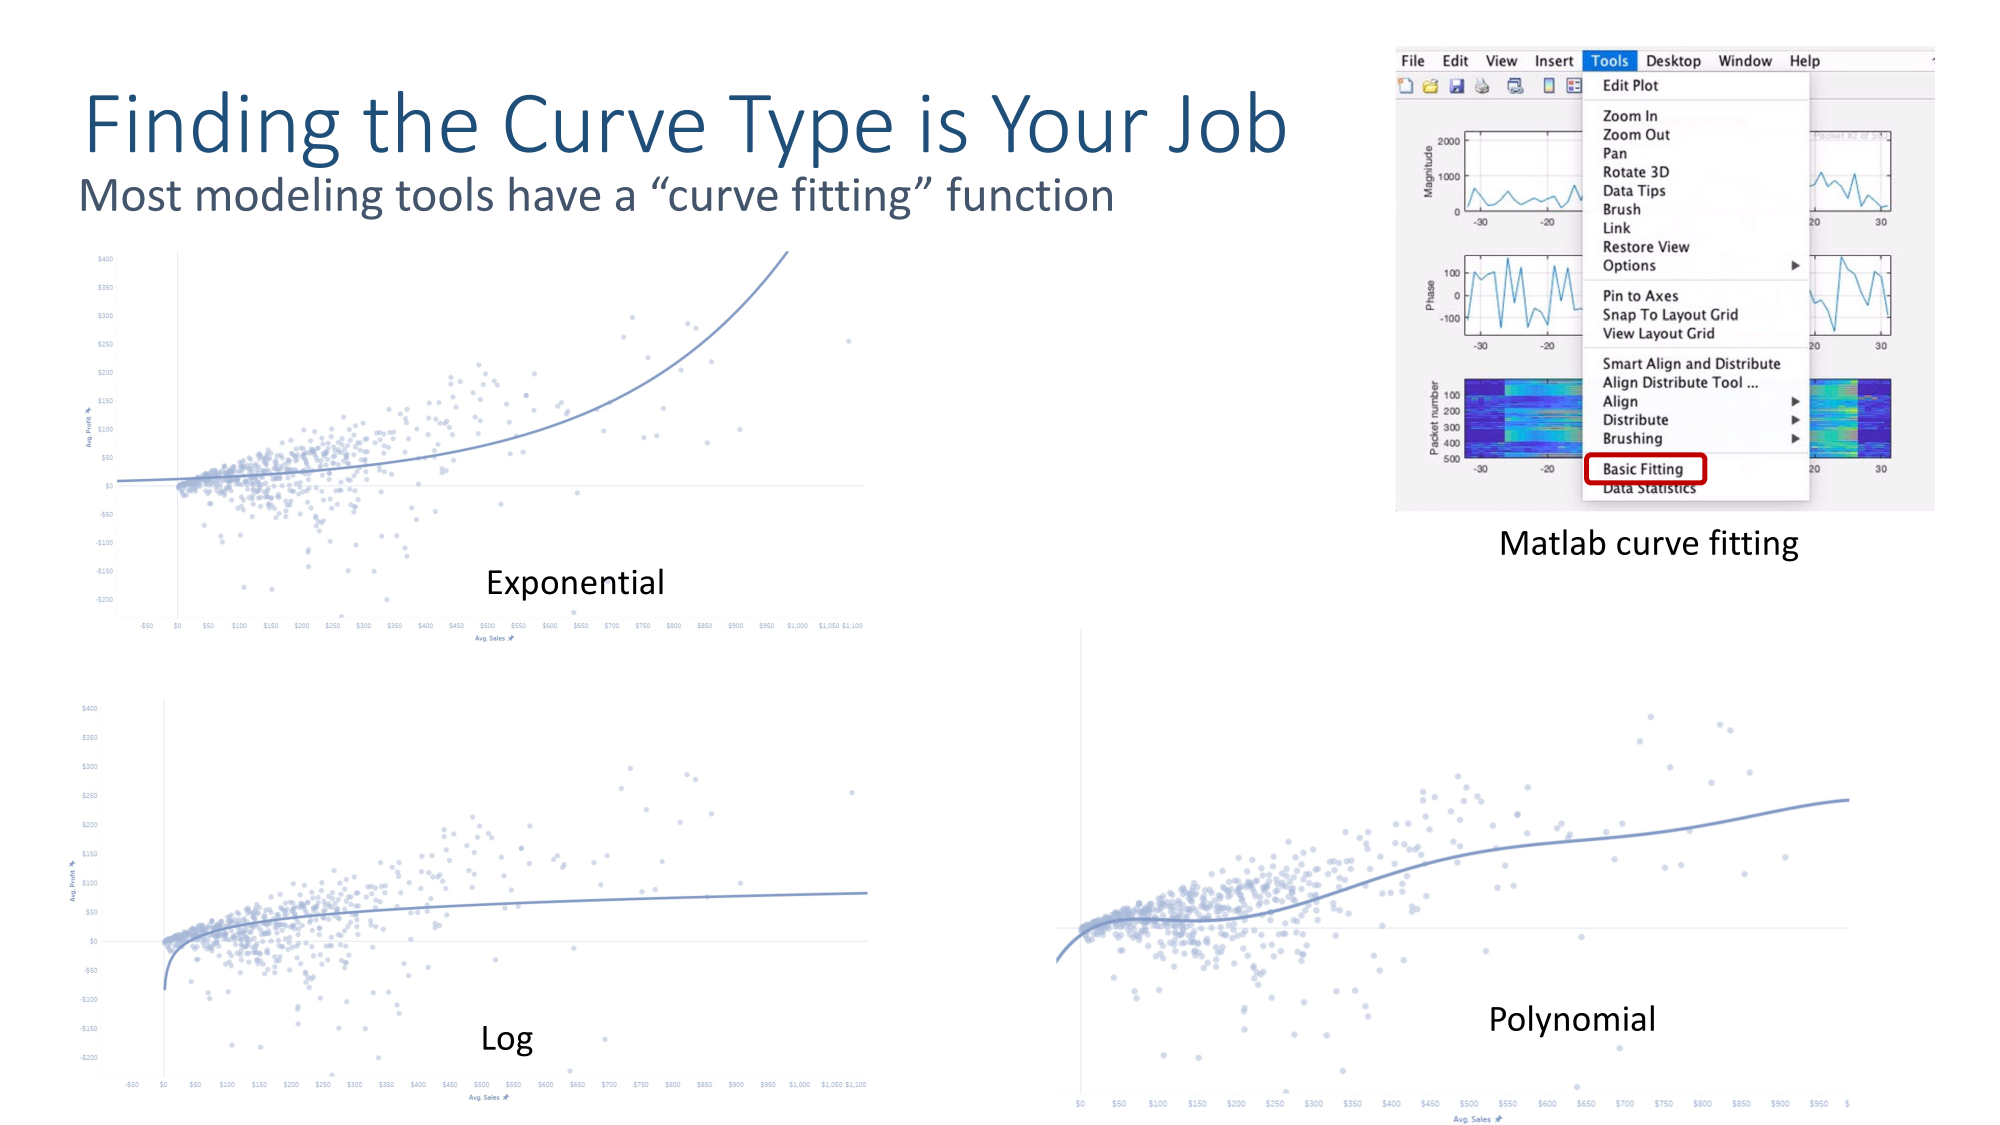 Finding the Curve Type is Your Job
Most modeling tools have a “curve fitting” function
File Edit View Insert Tools Desktop Window Help
Edit Plot
Zoom In
Zoom Out
Pan
Rotate 3D
Data Tips
Brush
Link
Restore View
Options
Pin to Axes
Snap To Layout Grid
View Layout Grid
Smart Align and Distribute
Align Distribute Tool ...
Align
Distribute
Brushing
Basic Fitting
Data Statistics
Magnitude
2000
1000
0
-30 -20 20 30
Phase
100
0
-100
-30 -20 20 30
Packet number
100
200
300
400
500
-30 -20 20 30
Matlab curve fitting
$400
$350
$300
$250
$200
$150
$100
$50
$0
-$50
-$100
-$150
-$200
Avg. Profit
-$50 $0 $50 $100 $150 $200 $250 $300 $350 $400 $450 $500 $550 $600 $650 $700 $750 $800 $850 $900 $950 $1,000 $1,050 $1,100
Avg. Sales
Exponential
$400
$350
$300
$250
$200
$150
$100
$50
$0
-$50
-$100
-$150
-$200
Avg. Profit
-$50 $0 $50 $100 $150 $200 $250 $300 $350 $400 $450 $500 $550 $600 $650 $700 $750 $800 $850 $900 $950 $1,000 $1,050 $1,100
Avg. Sales
Log
Polynomial
$0 $50 $100 $150 $200 $250 $300 $350 $400 $450 $500 $550 $600 $650 $700 $750 $800 $850 $900 $950 $
Avg. Sales